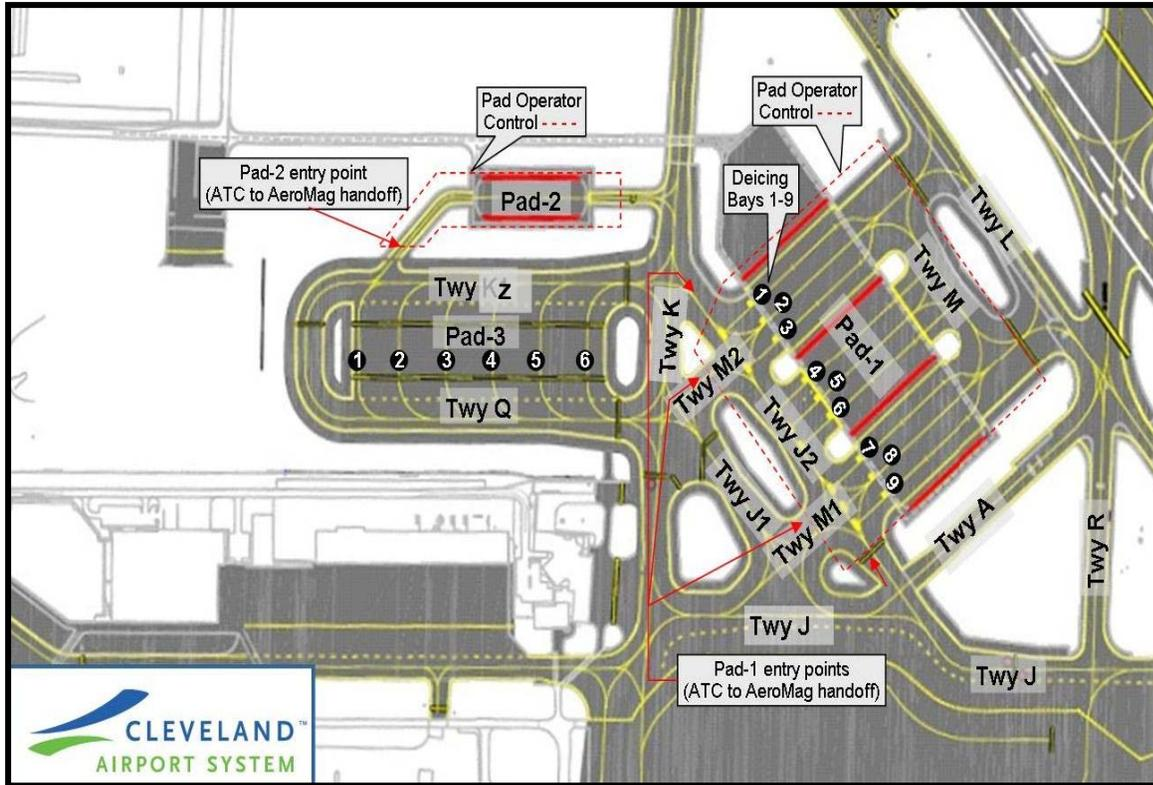 Pad Operator
Control
Pad Operator
Control
Pad-2 entry point
(ATC to AeroMag handoff)
Pad-2
Deicing
Bays 1-9
Twy L
Twy M
Twy Kz
Pad-3
1 2 3 4 5 6
Twy Q
Twy K
Twy M2
1
2
3
Pad-1
4
5
6
Twy J2
7
8
9
Twy J1
Twy M1
Twy A
Twy R
Twy J
Twy J
Pad-1 entry points
(ATC to AeroMag handoff)
CLEVELAND™
AIRPORT SYSTEM